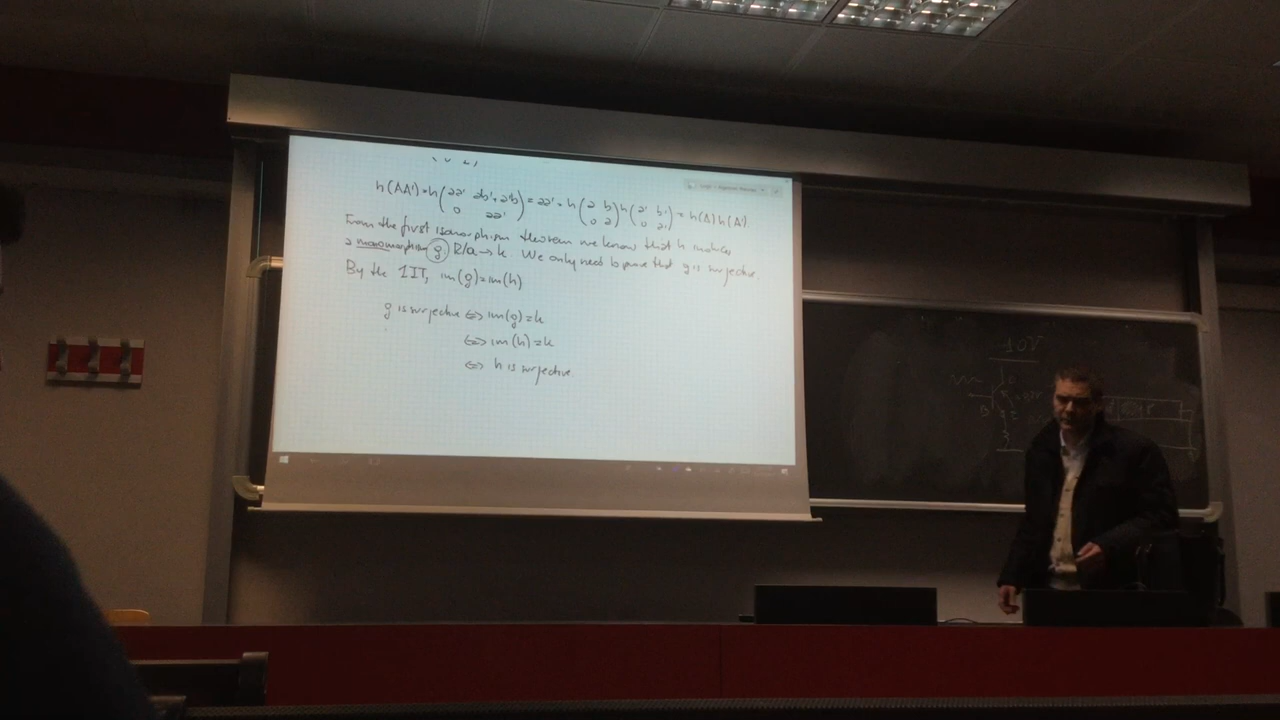 h(AA') = h(aa' ab'+a'b / 0 aa') = aa' = h(a b / 0 a) h(a' b' / 0 a') = h(A) h(A').
From the first isomorphism theorem we know that h induces
a monomorphism g: R/a → k. We only need to prove that g is surjective.
By the 1IT, im(g)=im(h)
g is surjective ⇔ im(g)=k
⇔ im(h)=k
⇔ h is surjective.
10V